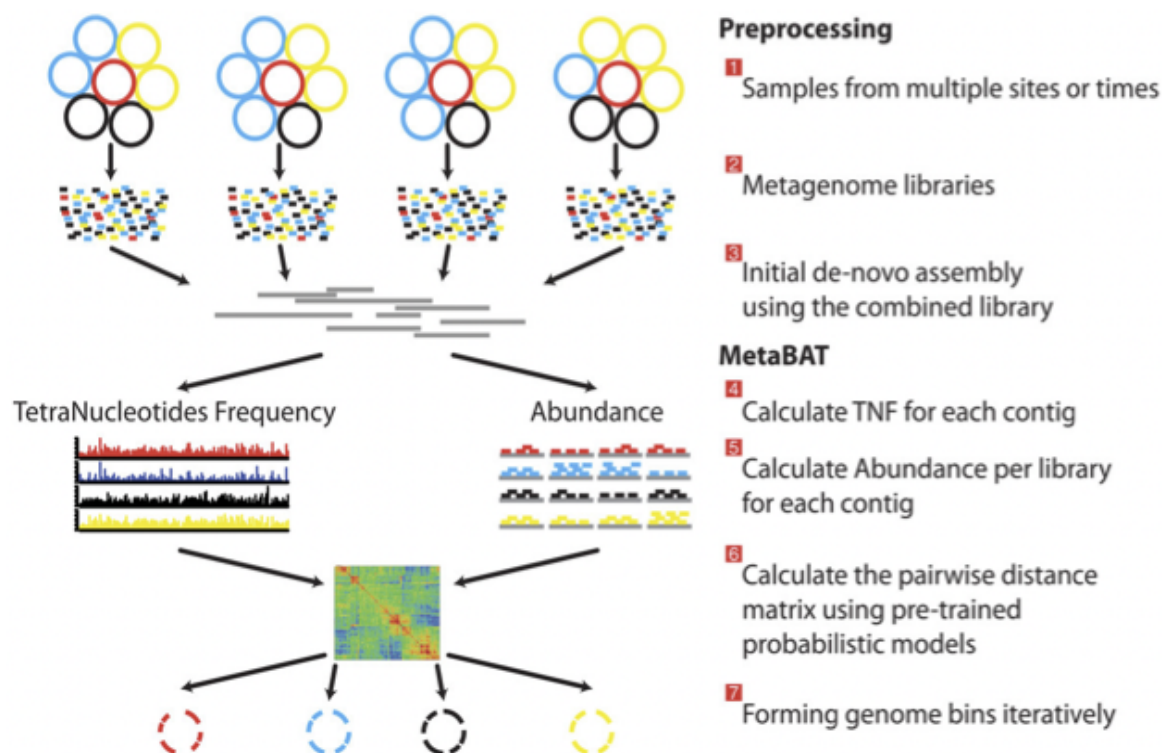 Preprocessing
1
Samples from multiple sites or times
2
Metagenome libraries
3
Initial de-novo assembly
using the combined library
MetaBAT
TetraNucleotides Frequency
Abundance
4
Calculate TNF for each contig
5
Calculate Abundance per library
for each contig
6
Calculate the pairwise distance
matrix using pre-trained
probabilistic models
7
Forming genome bins iteratively